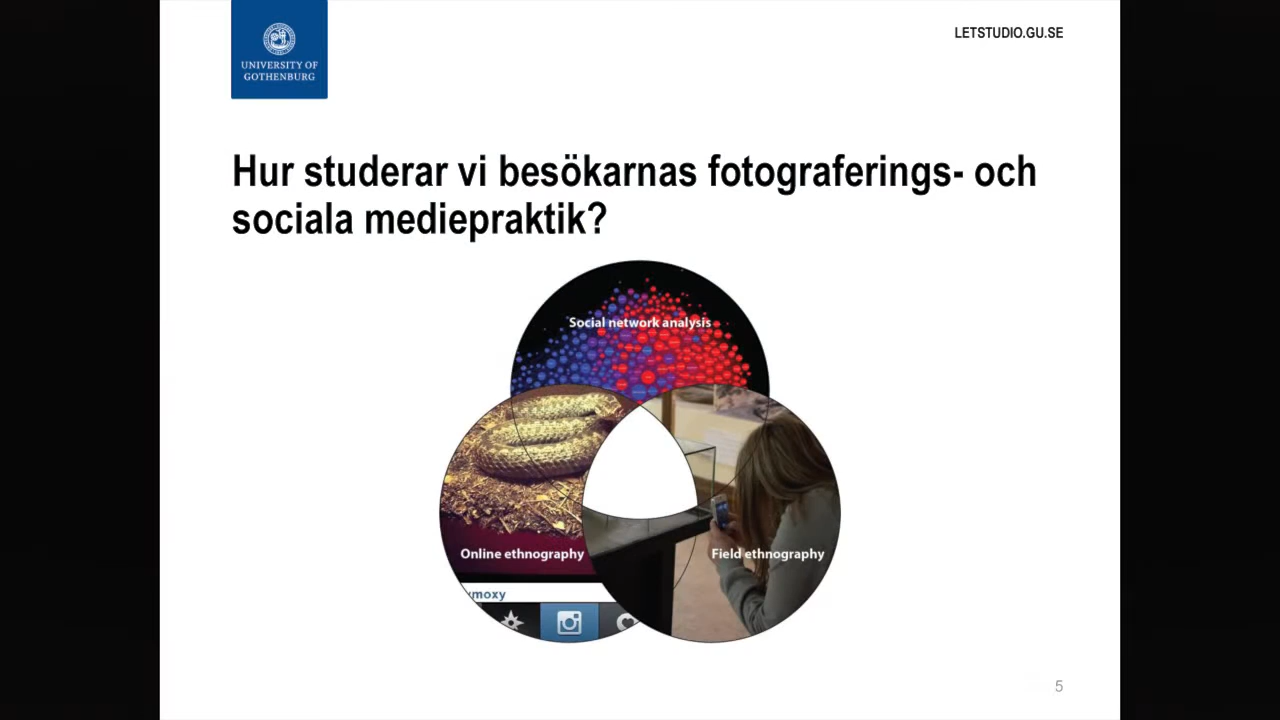 LETSTUDIO.GU.SE
UNIVERSITY OF
GOTHENBURG
Hur studerar vi besökarnas fotograferings- och
sociala mediepraktik?
Social network analysis
Online ethnography
Field ethnography
ymoxy
5